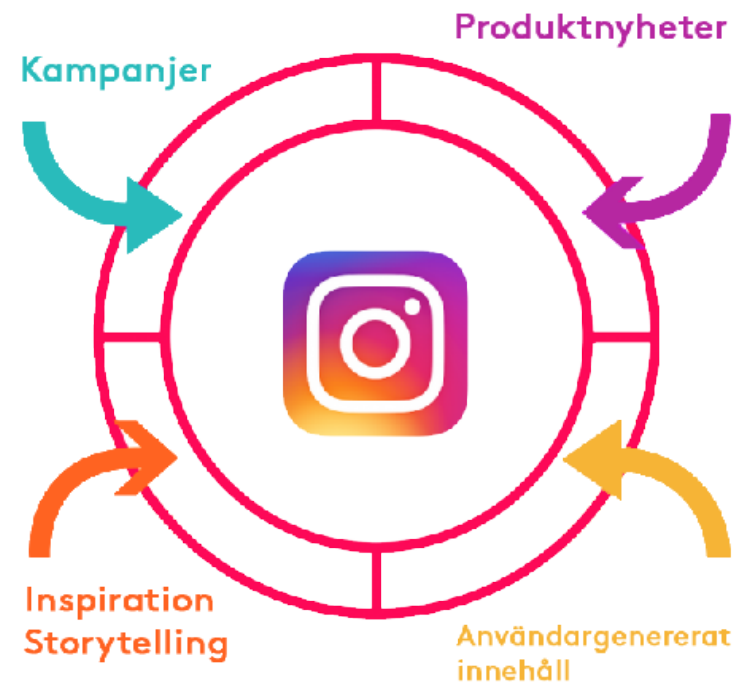 Produktnyheter
Kampanjer
Inspiration
Storytelling
Användargenererat
innehåll